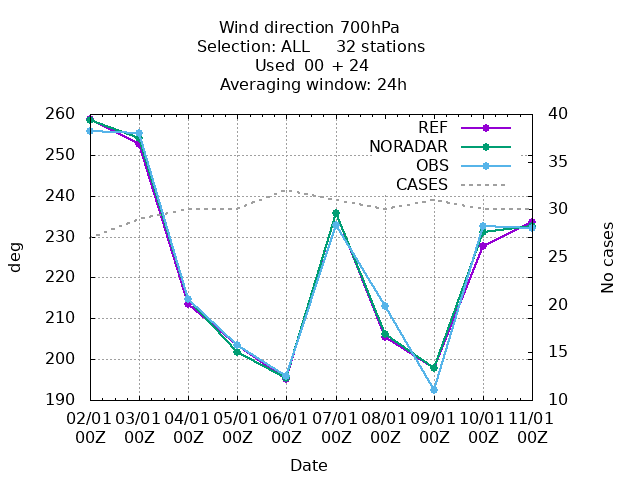 Wind direction 700hPa
Selection: ALL 32 stations
Used 00 + 24
Averaging window: 24h
260
250
240
230
220
210
200
190
deg
40
35
30
25
20
15
10
No cases
REF
NORADAR
OBS
CASES
02/01 03/01 04/01 05/01 06/01 07/01 08/01 09/01 10/01 11/01
00Z 00Z 00Z 00Z 00Z 00Z 00Z 00Z 00Z 00Z
Date